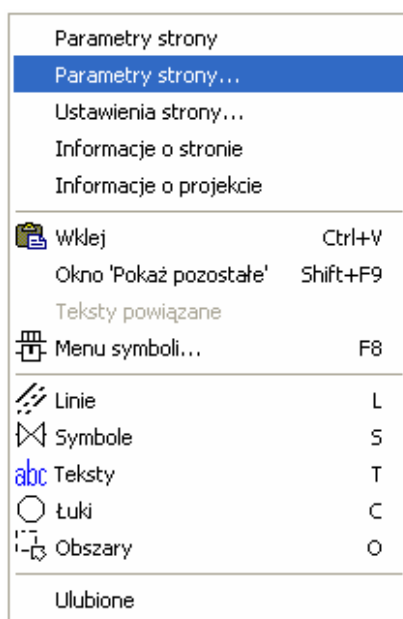 Parametry strony
Parametry strony...
Ustawienia strony...
Informacje o stronie
Informacje o projekcie
Wklej Ctrl+V
Okno 'Pokaż pozostałe' Shift+F9
Teksty powiązane
Menu symboli... F8
Linie L
Symbole S
abc Teksty T
Łuki C
Obszary O
Ulubione